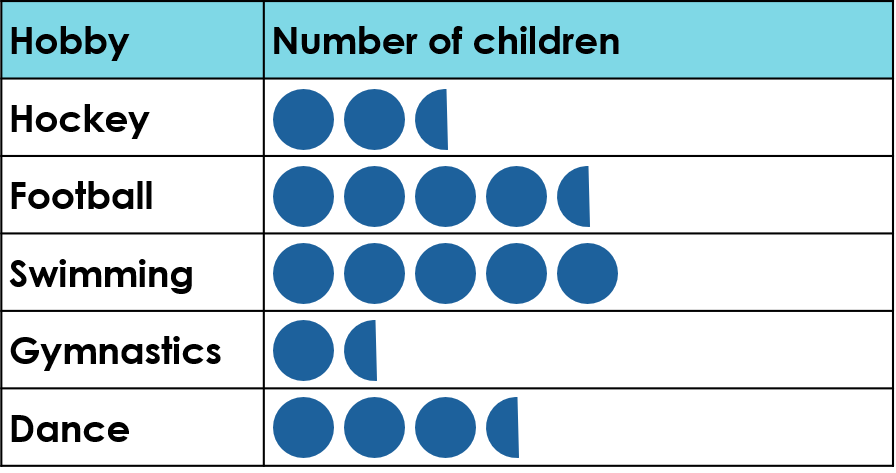 Hobby Number of children
Hockey
Football
Swimming
Gymnastics
Dance